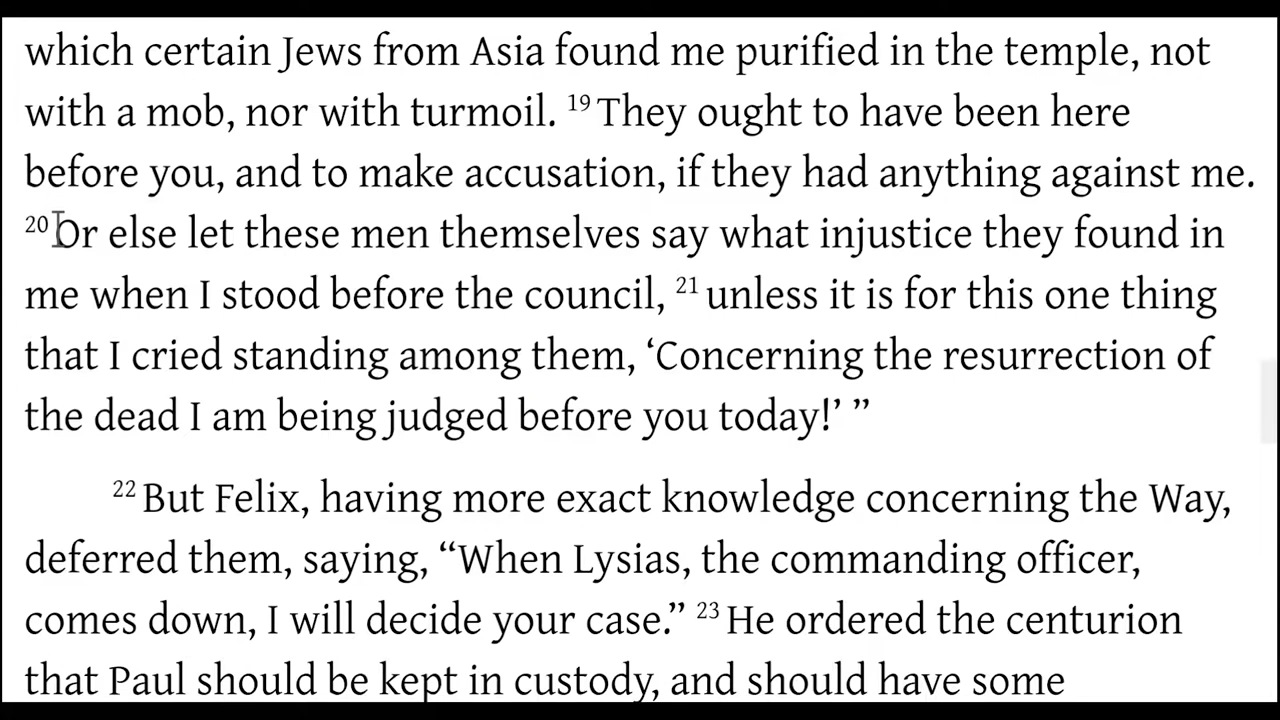 which certain Jews from Asia found me purified in the temple, not
with a mob, nor with turmoil. 19 They ought to have been here
before you, and to make accusation, if they had anything against me.
20 Or else let these men themselves say what injustice they found in
me when I stood before the council, 21 unless it is for this one thing
that I cried standing among them, ‘Concerning the resurrection of
the dead I am being judged before you today!’ ”
22 But Felix, having more exact knowledge concerning the Way,
deferred them, saying, “When Lysias, the commanding officer,
comes down, I will decide your case.” 23 He ordered the centurion
that Paul should be kept in custody, and should have some